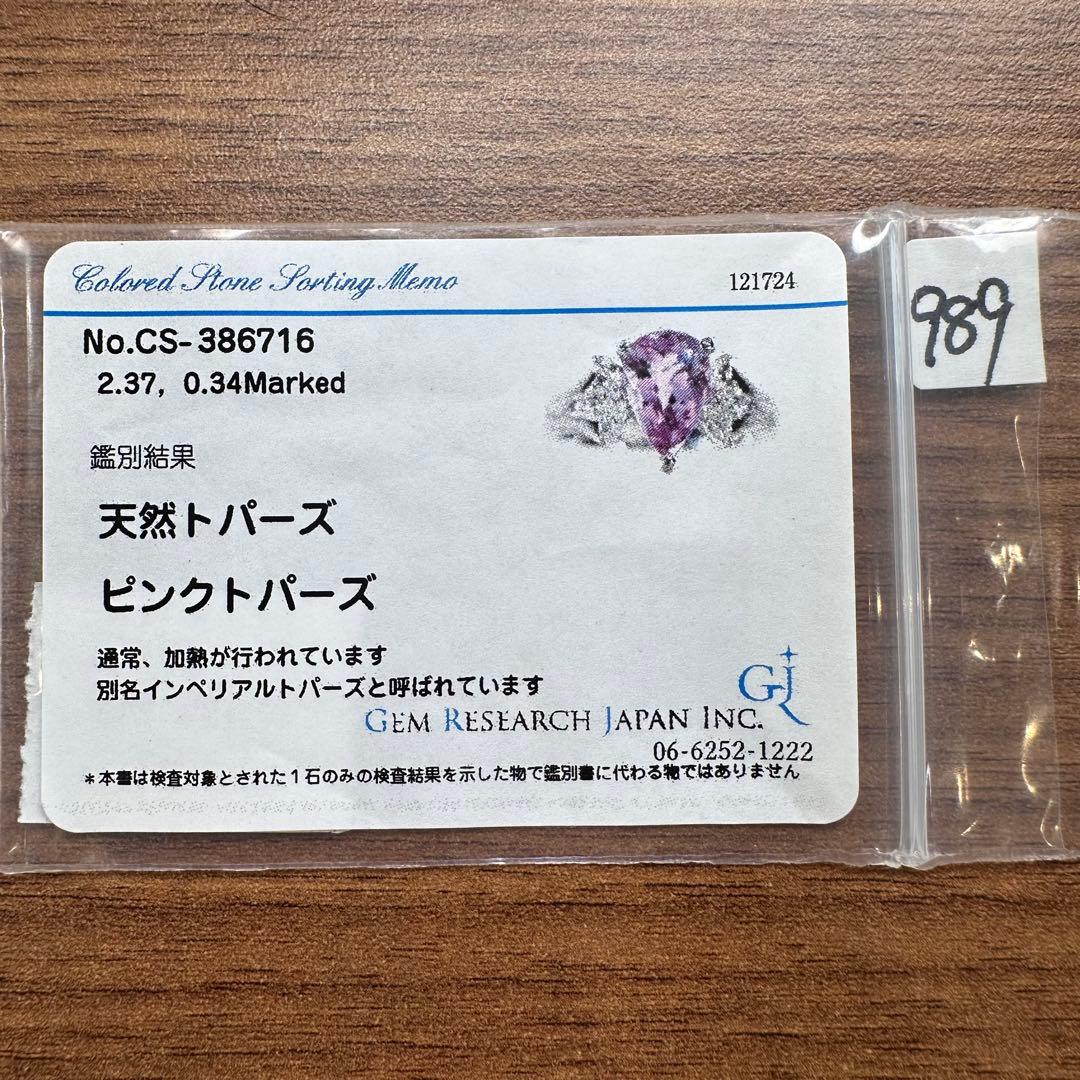 Colored Stone Sorting Memo
121724
989
No.CS-386716
2.37, 0.34Marked
鑑別結果
天然トパーズ
ピンクトパーズ
通常、加熱が行われています
別名インペリアルトパーズと呼ばれています
GJ
GEM RESEARCH JAPAN INC.
06-6252-1222
*本書は検査対象とされた1石のみの検査結果を示した物で鑑別書に代わる物ではありません